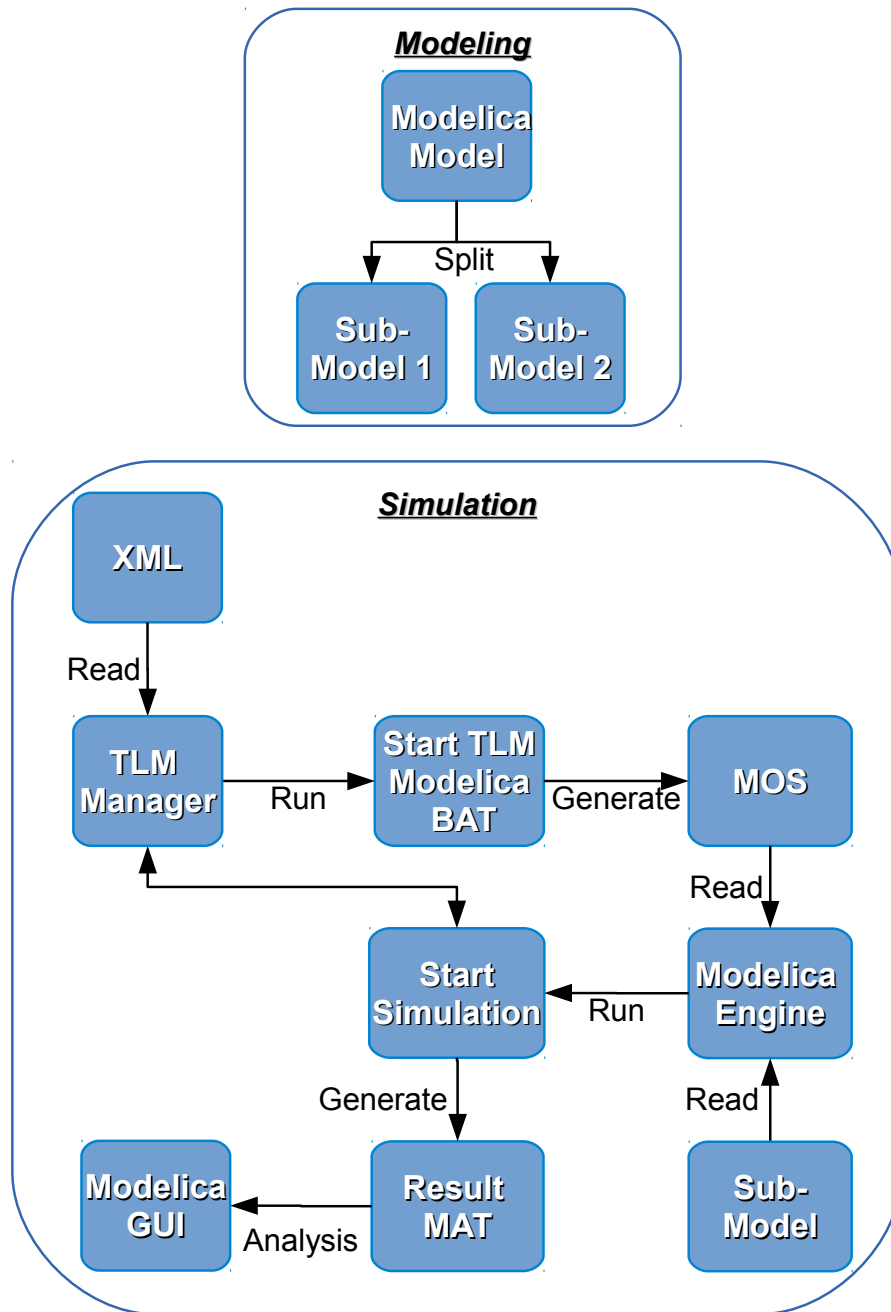 Modeling
Modelica
Model
Split
Sub-
Model 1
Sub-
Model 2
Simulation
XML
Read
TLM
Manager
Run
Start TLM
Modelica
BAT
Generate
MOS
Read
Start
Simulation
Run
Modelica
Engine
Generate
Read
Modelica
GUI
Analysis
Result
MAT
Sub-
Model